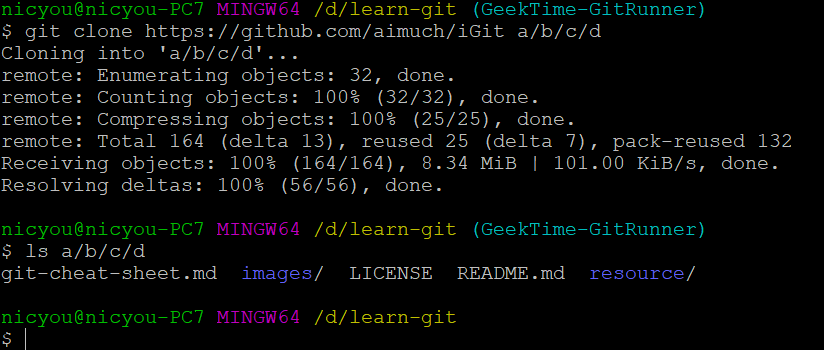 nicyou@nicyou-PC7 MINGW64 /d/learn-git (GeekTime-GitRunner)
$ git clone https://github.com/aimuch/iGit a/b/c/d
Cloning into 'a/b/c/d'...
remote: Enumerating objects: 32, done.
remote: Counting objects: 100% (32/32), done.
remote: Compressing objects: 100% (25/25), done.
remote: Total 164 (delta 13), reused 25 (delta 7), pack-reused 132
Receiving objects: 100% (164/164), 8.34 MiB | 101.00 KiB/s, done.
Resolving deltas: 100% (56/56), done.
nicyou@nicyou-PC7 MINGW64 /d/learn-git (GeekTime-GitRunner)
$ ls a/b/c/d
git-cheat-sheet.md  images/  LICENSE  README.md  resource/
nicyou@nicyou-PC7 MINGW64 /d/learn-git
$